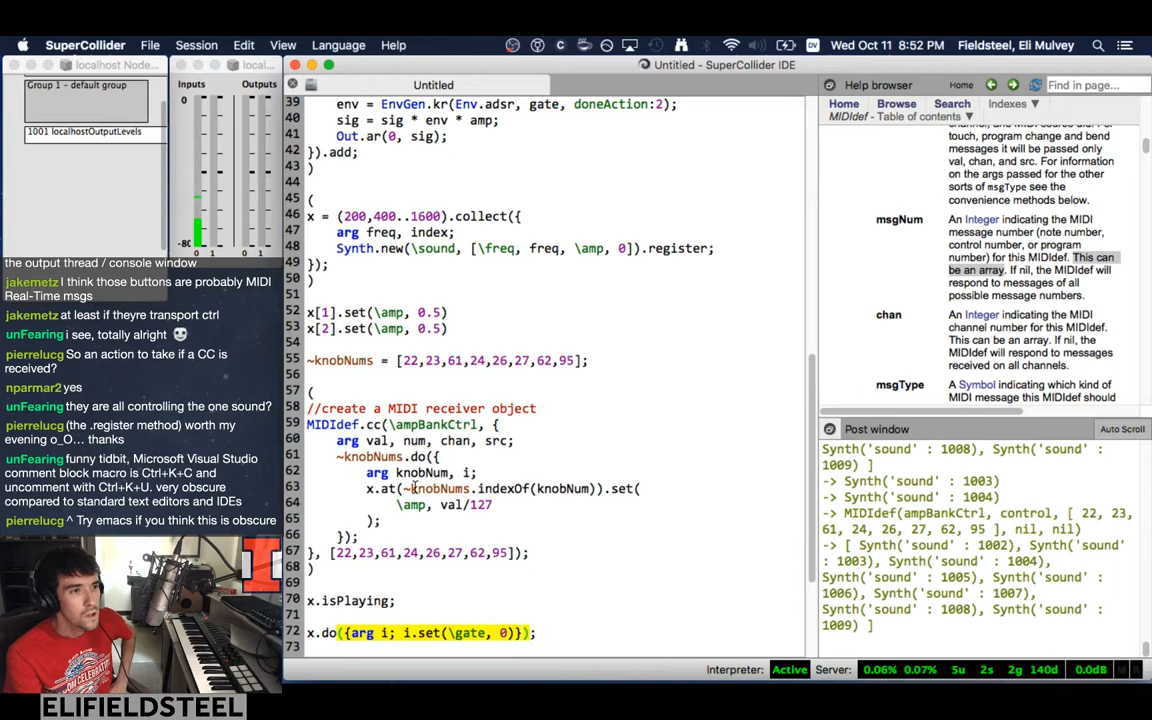 SuperCollider File Session Edit View Language Help
Wed Oct 11 8:52 PM Fieldsteel, Eli Mulvey
localhost Node...
Group 1 - default group
1001 localhostOutputLevels
local...
Inputs Outputs
0
-80
0 1 0 1
Untitled - SuperCollider IDE
Untitled
39 env = EnvGen.kr(Env.adsr, gate, doneAction:2);
40 sig = sig * env * amp;
41 Out.ar(0, sig);
42 }).add;
43 )
44
45 (
46 x = (200,400..1600).collect({
47 arg freq, index;
48 Synth.new(\sound, [\freq, freq, \amp, 0]).register;
49 });
50 )
51
52 x[1].set(\amp, 0.5)
53 x[2].set(\amp, 0.5)
54
55 ~knobNums = [22,23,61,24,26,27,62,95];
56
57 (
58 //create a MIDI receiver object
59 MIDIdef.cc(\ampBankCtrl, {
60 arg val, num, chan, src;
61 ~knobNums.do({
62 arg knobNum, i;
63 x.at(~knobNums.indexOf(knobNum)).set(
64 \amp, val/127
65 );
66 });
67 }, [22,23,61,24,26,27,62,95]);
68 )
69
70 x.isPlaying;
71
72 x.do({arg i; i.set(\gate, 0)});
73
the output thread / console window
jakemetz I think those buttons are probably MIDI
Real-Time msgs
jakemetz at least if theyre transport ctrl
unFearing i see, totally alright
pierrelucg So an action to take if a CC is
received?
nparmar2 yes
unFearing they are all controlling the one sound?
pierrelucg (the .register method) worth my
evening o_O... thanks
unFearing funny tidbit, Microsoft Visual Studio
comment block macro is Ctrl+K+C and
uncomment with Ctrl+K+U. very obscure
compared to standard text editors and IDEs
pierrelucg ^ Try emacs if you think this is obscure
Help browser Home Find in page...
Home Browse Search Indexes ▼
MIDIdef - Table of contents ▼
channel, and MIDI source uid. For
touch, program change and bend
messages it will be passed only
val, chan, and src. For information
on the args passed for the other
sorts of msgType see the
convenience methods below.
msgNum An Integer indicating the MIDI
message number (note number,
control number, or program
number) for this MIDIdef. This can
be an array. If nil, the MIDIdef will
respond to messages of all
possible message numbers.
chan An Integer indicating the MIDI
channel number for this MIDIdef.
This can be an array. If nil, the
MIDIdef will respond to messages
received on all channels.
msgType A Symbol indicating which kind of
MIDI message this MIDIdef should
Post window Auto Scroll
Synth('sound' : 1008), Synth('sound' :
1009) ]
-> Synth('sound' : 1003)
-> Synth('sound' : 1004)
-> MIDIdef(ampBankCtrl, control, [ 22, 23,
61, 24, 26, 27, 62, 95 ], nil, nil)
-> [ Synth('sound' : 1002), Synth('sound' :
1003), Synth('sound' : 1004),
Synth('sound' : 1005), Synth('sound' :
1006), Synth('sound' : 1007),
Synth('sound' : 1008), Synth('sound' :
1009) ]
Interpreter: Active Server: 0.06% 0.07% 5u 2s 2g 140d 0.0dB M R
ELIFIELDSTEEL